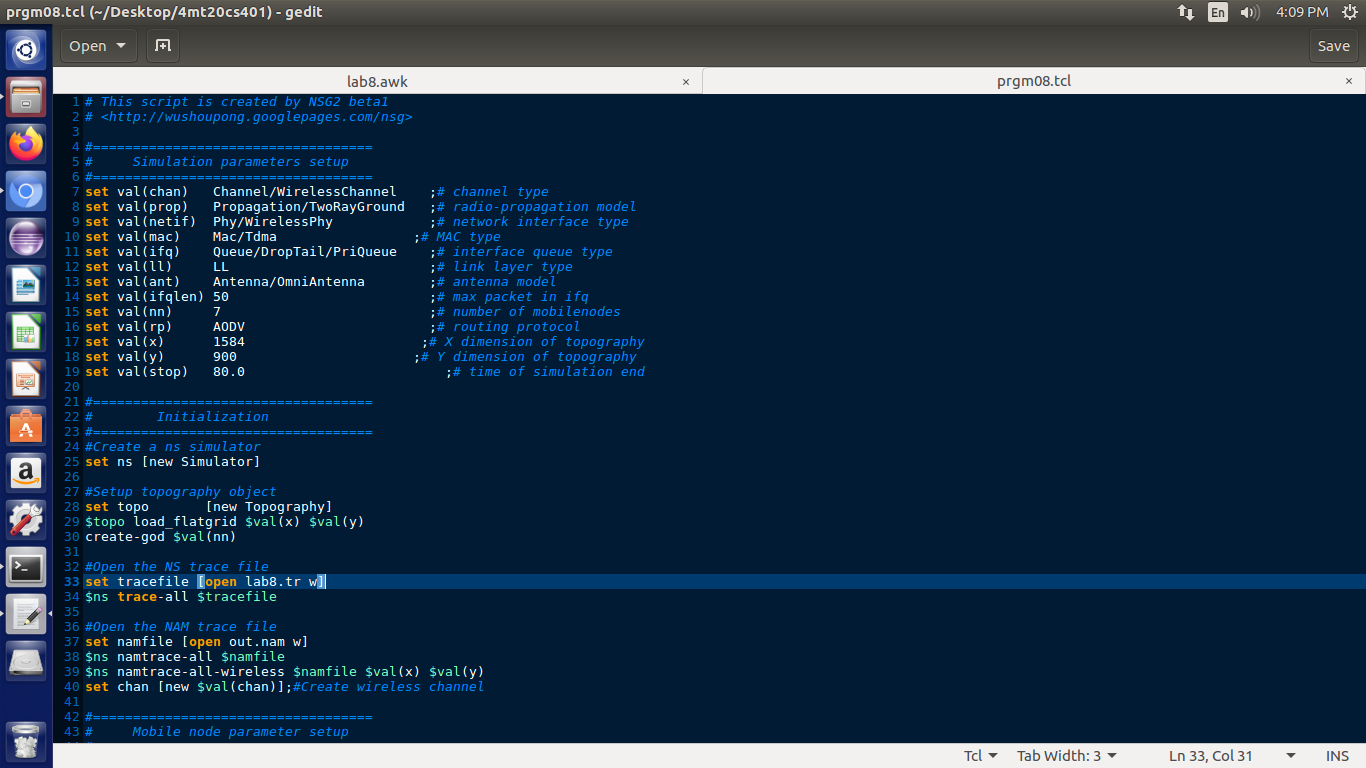 prgm08.tcl (~/Desktop/4mt20cs401) - gedit
En
4:09 PM
Open
Save
lab8.awk ×
prgm08.tcl ×
1 # This script is created by NSG2 beta1
2 # <http://wushoupong.googlepages.com/nsg>
3
4 #===================================
5 #     Simulation parameters setup
6 #===================================
7 set val(chan)   Channel/WirelessChannel    ;# channel type
8 set val(prop)   Propagation/TwoRayGround   ;# radio-propagation model
9 set val(netif)  Phy/WirelessPhy            ;# network interface type
10 set val(mac)    Mac/Tdma                 ;# MAC type
11 set val(ifq)    Queue/DropTail/PriQueue    ;# interface queue type
12 set val(ll)     LL                         ;# link layer type
13 set val(ant)    Antenna/OmniAntenna        ;# antenna model
14 set val(ifqlen) 50                         ;# max packet in ifq
15 set val(nn)     7                          ;# number of mobilenodes
16 set val(rp)     AODV                       ;# routing protocol
17 set val(x)      1584                      ;# X dimension of topography
18 set val(y)      900                      ;# Y dimension of topography
19 set val(stop)   80.0                         ;# time of simulation end
20
21 #===================================
22 #        Initialization
23 #===================================
24 #Create a ns simulator
25 set ns [new Simulator]
26
27 #Setup topography object
28 set topo       [new Topography]
29 $topo load_flatgrid $val(x) $val(y)
30 create-god $val(nn)
31
32 #Open the NS trace file
33 set tracefile [open lab8.tr w]
34 $ns trace-all $tracefile
35
36 #Open the NAM trace file
37 set namfile [open out.nam w]
38 $ns namtrace-all $namfile
39 $ns namtrace-all-wireless $namfile $val(x) $val(y)
40 set chan [new $val(chan)];#Create wireless channel
41
42 #===================================
43 #     Mobile node parameter setup
Tcl
Tab Width: 3
Ln 33, Col 31
INS